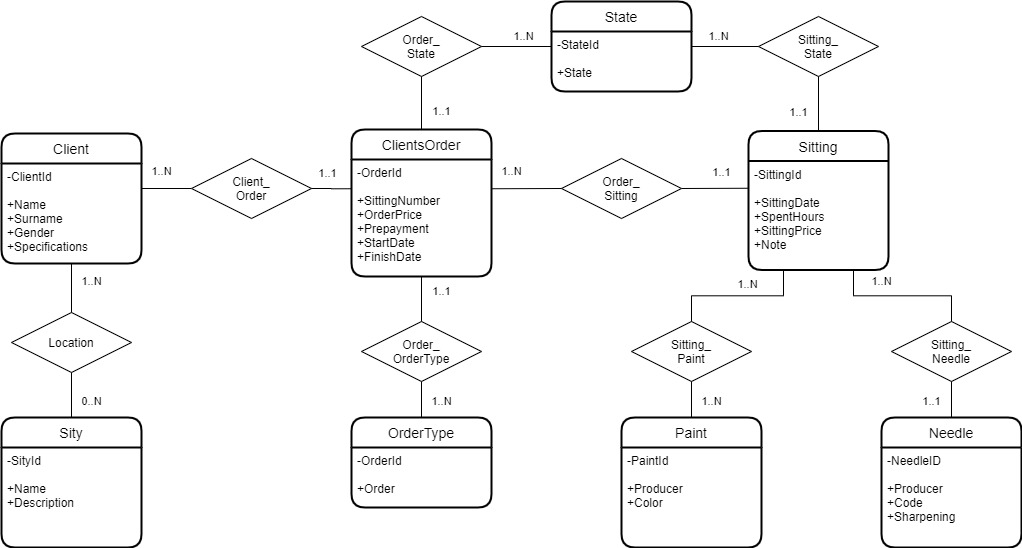 State
-StateId
+State
Order_
State
1..N
1..N
Sitting_
State
1..1
1..1
Client
-ClientId
+Name
+Surname
+Gender
+Specifications
1..N
Client_
Order
1..1
ClientsOrder
-OrderId
+SittingNumber
+OrderPrice
+Prepayment
+StartDate
+FinishDate
1..N
Order_
Sitting
1..1
Sitting
-SittingId
+SittingDate
+SpentHours
+SittingPrice
+Note
1..N
Location
0..N
1..1
Order_
OrderType
1..N
1..N
Sitting_
Paint
1..N
1..N
Sitting_
Needle
1..1
Sity
-SityId
+Name
+Description
OrderType
-OrderId
+Order
Paint
-PaintId
+Producer
+Color
Needle
-NeedleID
+Producer
+Code
+Sharpening